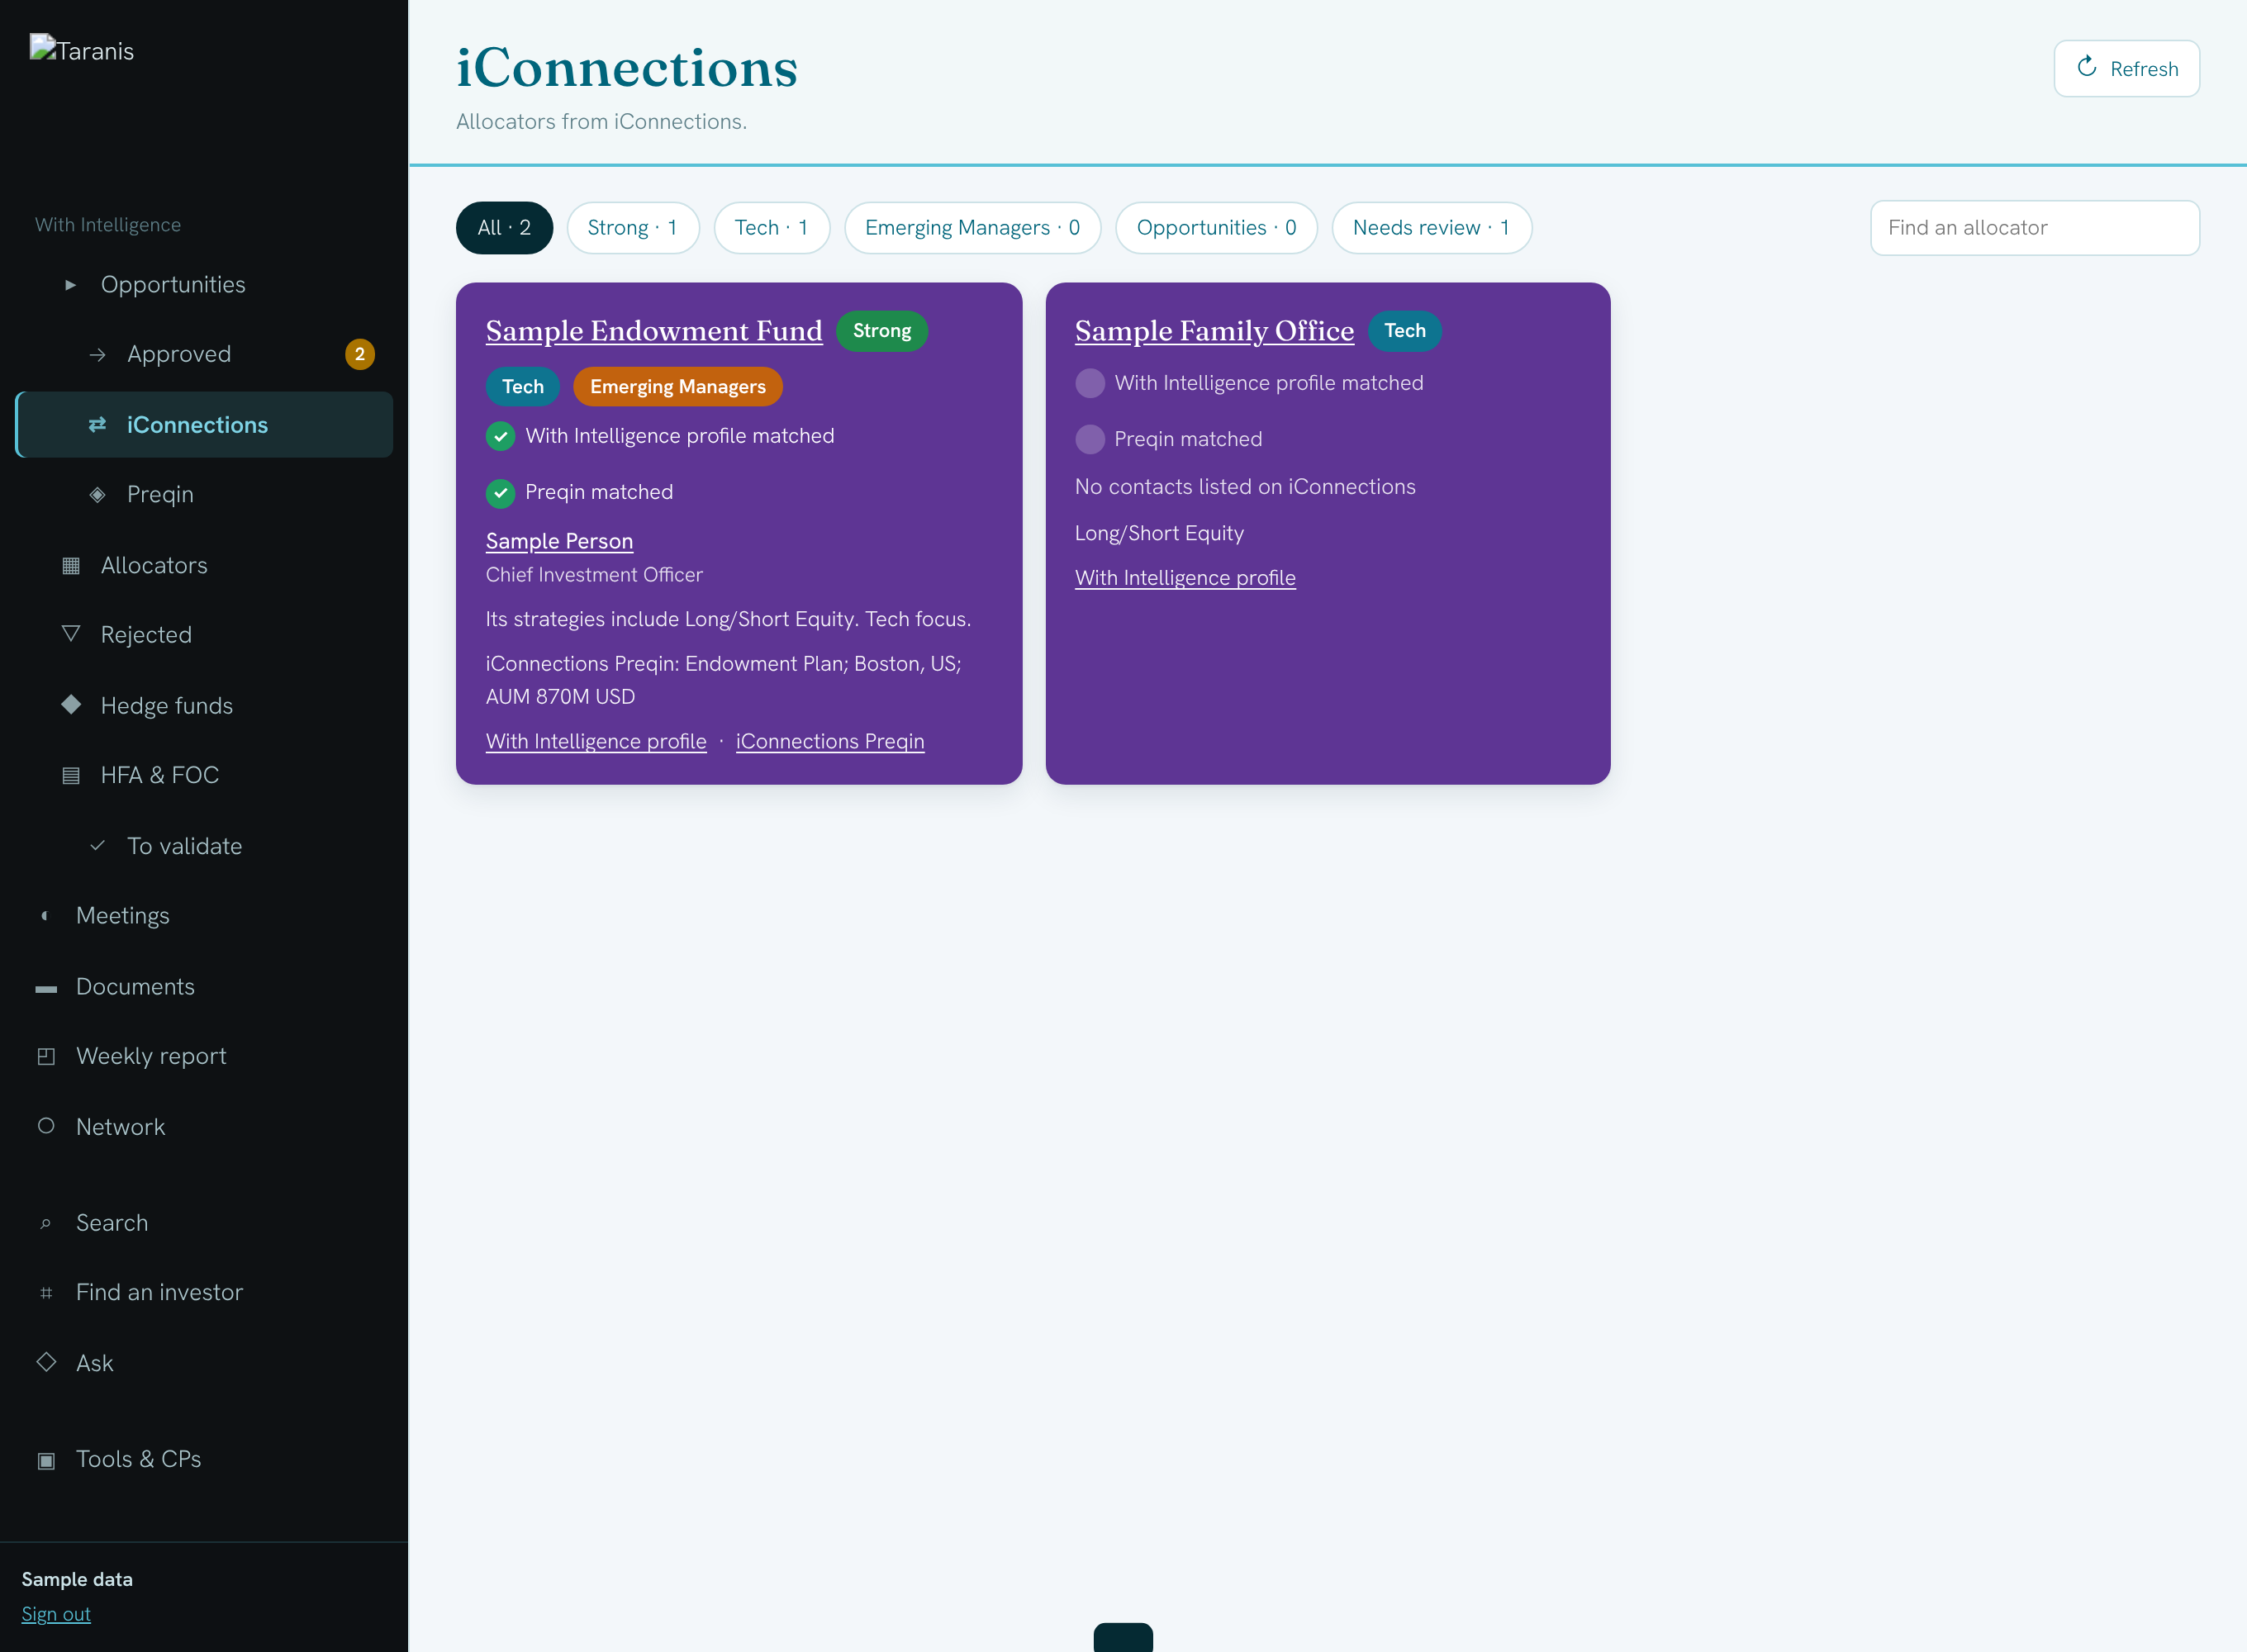 Taranis
With Intelligence
Opportunities
Approved 2
iConnections
Preqin
Allocators
Rejected
Hedge funds
HFA & FOC
To validate
Meetings
Documents
Weekly report
Network
Search
Find an investor
Ask
Tools & CPs
Sample data
Sign out
iConnections
Refresh
Allocators from iConnections.
All · 2 Strong · 1 Tech · 1 Emerging Managers · 0 Opportunities · 0 Needs review · 1 Find an allocator
Sample Endowment Fund Strong
Tech Emerging Managers
With Intelligence profile matched
Preqin matched
Sample Person
Chief Investment Officer
Its strategies include Long/Short Equity. Tech focus.
iConnections Preqin: Endowment Plan; Boston, US;
AUM 870M USD
With Intelligence profile · iConnections Preqin
Sample Family Office Tech
With Intelligence profile matched
Preqin matched
No contacts listed on iConnections
Long/Short Equity
With Intelligence profile